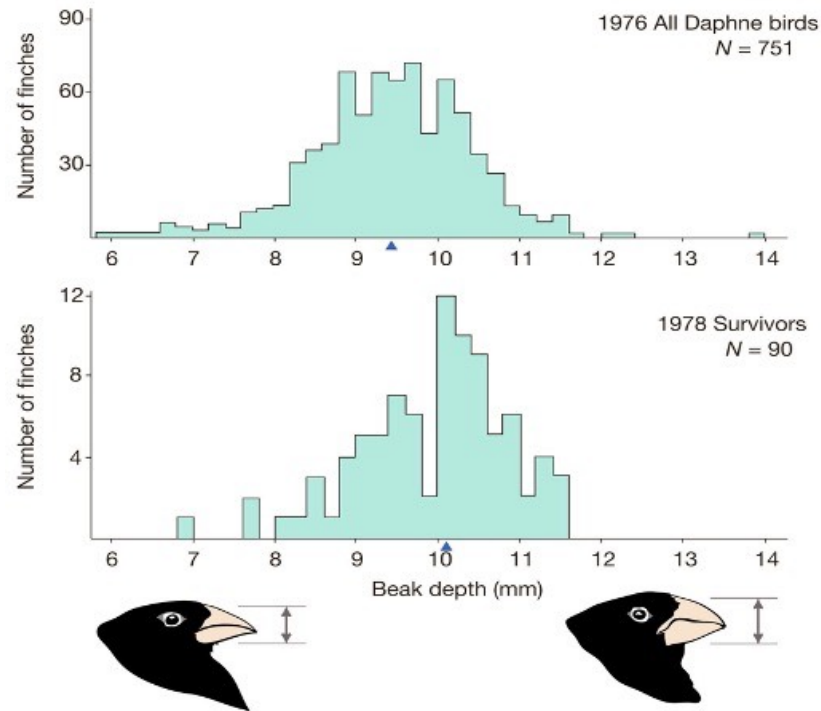 90
60
30
Number of finches
1976 All Daphne birds
N = 751
6 7 8 9 10 11 12 13 14
12
8
4
Number of finches
1978 Survivors
N = 90
6 7 8 9 10 11 12 13 14
Beak depth (mm)